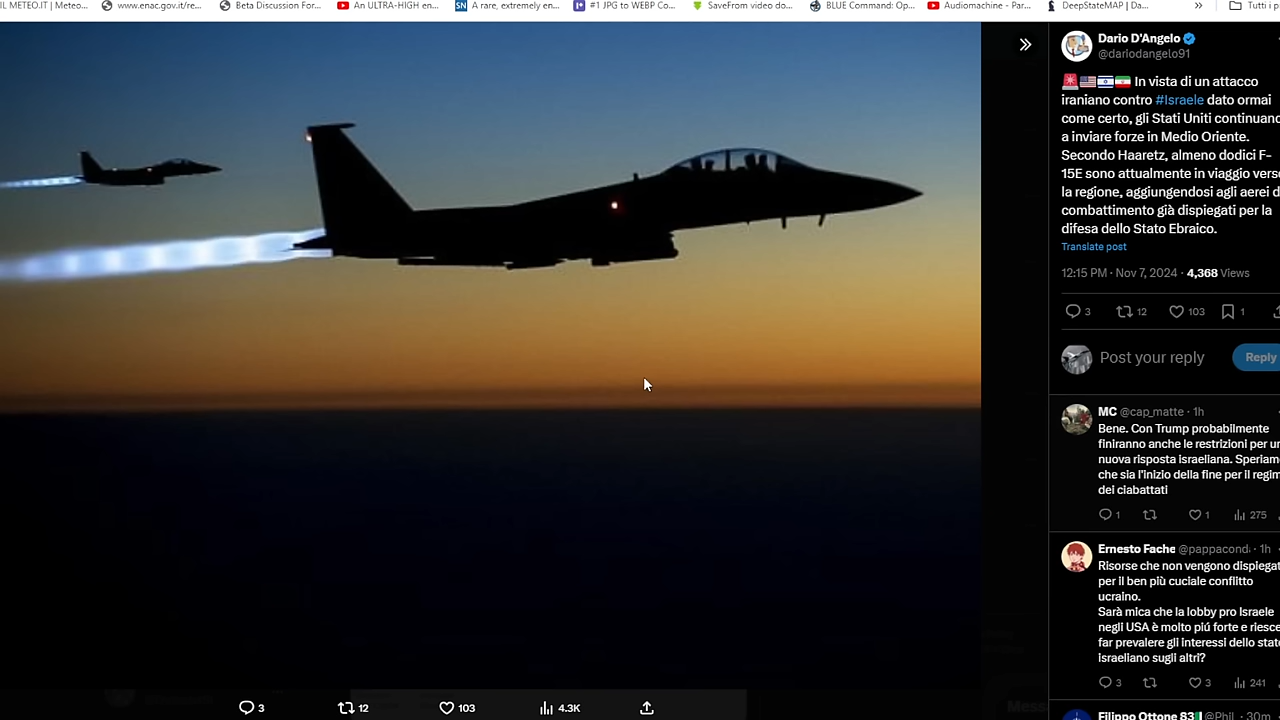 IL METEO.IT | Meteo...
www.enac.gov.it/re...
Beta Discussion For...
An ULTRA-HIGH en...
SN A rare, extremely en...
#1 JPG to WEBP Co...
SaveFrom video do...
BLUE Command: Op...
Audiomachine - Par...
DeepStateMAP | Da...
»
Tutti i p
Dario D'Angelo
@dariodangelo91
In vista di un attacco
iraniano contro #Israele dato ormai
come certo, gli Stati Uniti continuano
a inviare forze in Medio Oriente.
Secondo Haaretz, almeno dodici F-
15E sono attualmente in viaggio verso
la regione, aggiungendosi agli aerei d
combattimento già dispiegati per la
difesa dello Stato Ebraico.
Translate post
12:15 PM · Nov 7, 2024 · 4,368 Views
3 12 103 1
Post your reply
Reply
MC @cap_matte · 1h
Bene. Con Trump probabilmente
finiranno anche le restrizioni per un
nuova risposta israeliana. Speriamo
che sia l'inizio della fine per il regim
dei ciabattati
1 1 275
Ernesto Fache @pappacond. · 1h
Risorse che non vengono dispiegat
per il ben più cuciale conflitto
ucraino.
Sarà mica che la lobby pro Israele
negli USA è molto piú forte e riesce
far prevalere gli interessi dello stato
israeliano sugli altri?
3 3 241
Filippo Ottone 83 @Phil · 30m
3 12 103 4.3K